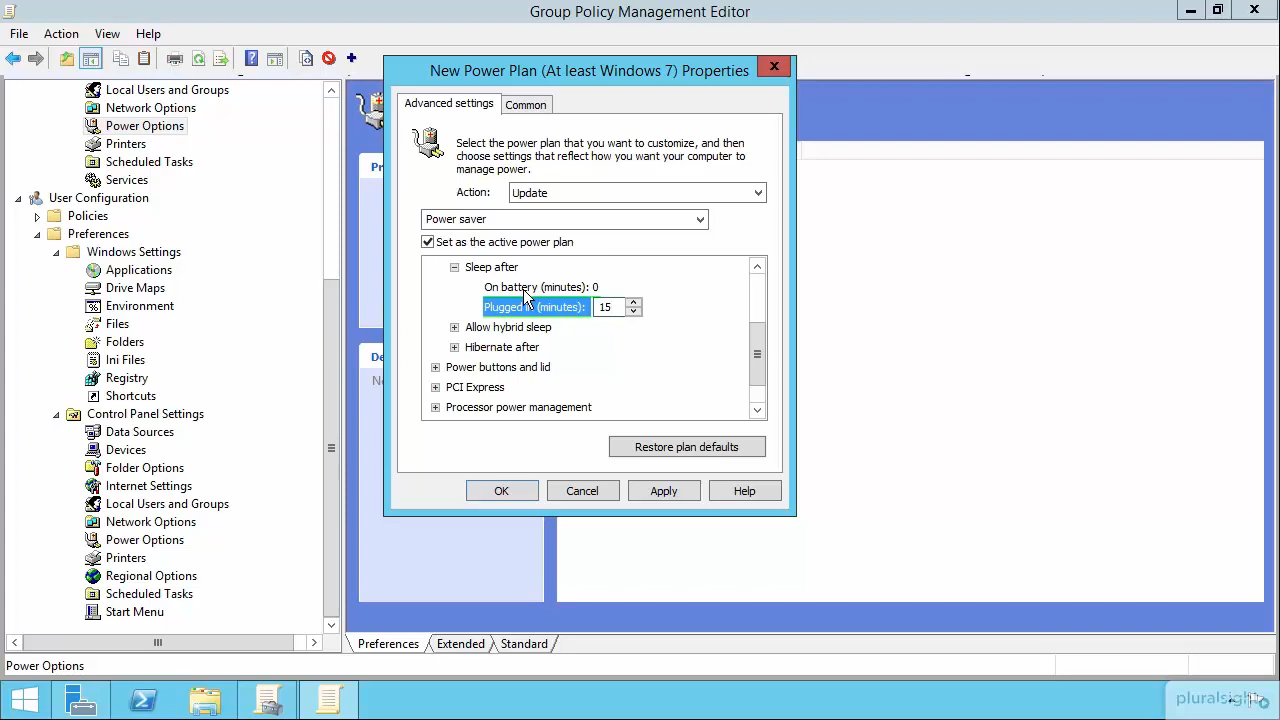 Group Policy Management Editor
File Action View Help
Local Users and Groups
Network Options
Power Options
Printers
Scheduled Tasks
Services
User Configuration
Policies
Preferences
Windows Settings
Applications
Drive Maps
Environment
Files
Folders
Ini Files
Registry
Shortcuts
Control Panel Settings
Data Sources
Devices
Folder Options
Internet Settings
Local Users and Groups
Network Options
Power Options
Printers
Regional Options
Scheduled Tasks
Start Menu
New Power Plan (At least Windows 7) Properties
Advanced settings Common
Select the power plan that you want to customize, and then
choose settings that reflect how you want your computer to
manage power.
Action: Update
Power saver
Set as the active power plan
Sleep after
On battery (minutes): 0
Plugged in (minutes): 15
Allow hybrid sleep
Hibernate after
Power buttons and lid
PCI Express
Processor power management
Restore plan defaults
OK Cancel Apply Help
Preferences Extended Standard
Power Options
pluralsight